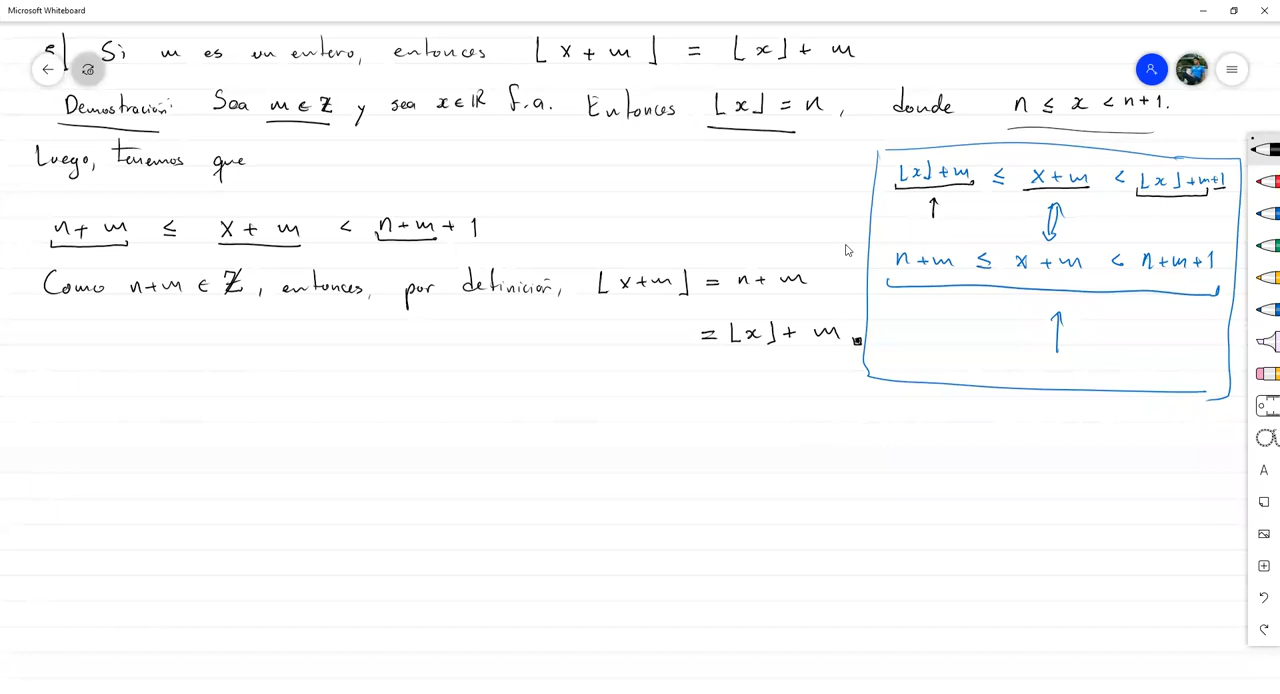 Microsoft Whiteboard
Si m es un entero, entonces ⌊x + m⌋ = ⌊x⌋ + m
Demostración: Sea m ∈ ℤ y sea x ∈ ℝ f.a. Entonces ⌊x⌋ = n, donde n ≤ x < n+1.
Luego, tenemos que
n + m ≤ x + m < n + m + 1
Como n+m ∈ ℤ, entonces, por definición, ⌊x+m⌋ = n + m
= ⌊x⌋ + m
⌊x⌋ + m ≤ x + m < ⌊x⌋ + m + 1
n + m ≤ x + m < n + m + 1